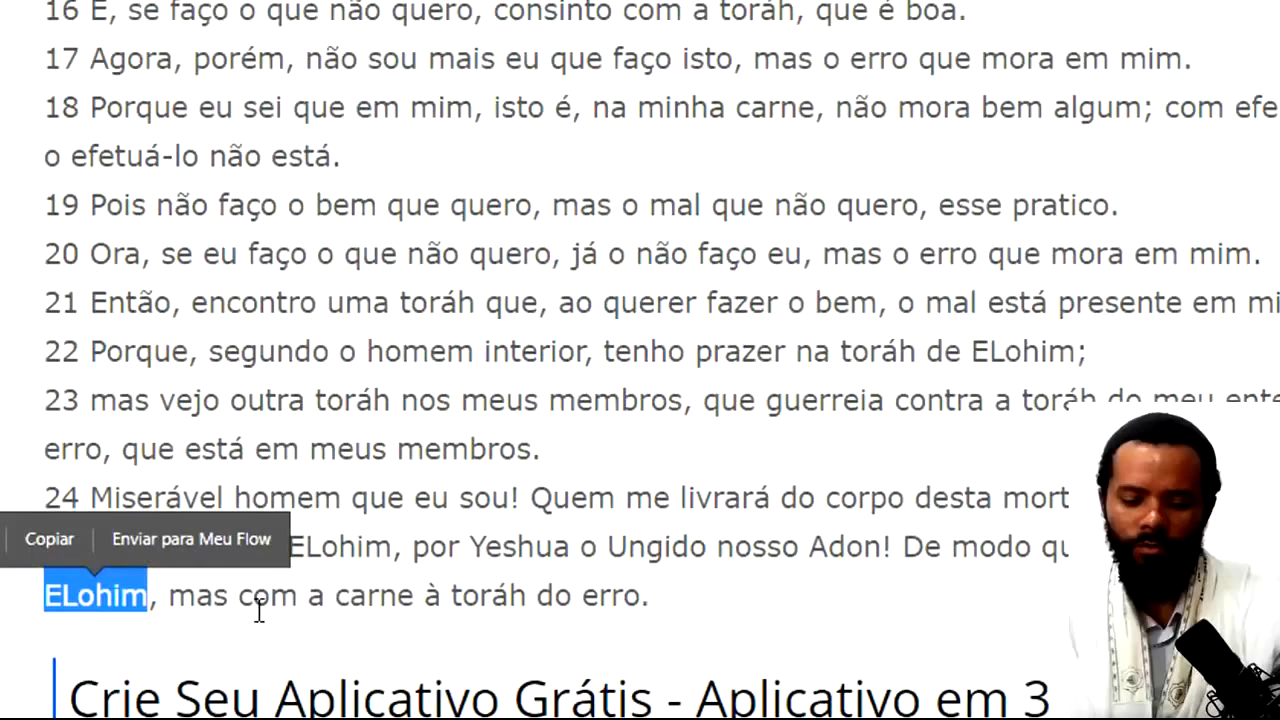 16 E, se faço o que não quero, consinto com a toráh, que é boa.
17 Agora, porém, não sou mais eu que faço isto, mas o erro que mora em mim.
18 Porque eu sei que em mim, isto é, na minha carne, não mora bem algum; com efe
o efetuá-lo não está.
19 Pois não faço o bem que quero, mas o mal que não quero, esse pratico.
20 Ora, se eu faço o que não quero, já o não faço eu, mas o erro que mora em mim.
21 Então, encontro uma toráh que, ao querer fazer o bem, o mal está presente em mi
22 Porque, segundo o homem interior, tenho prazer na toráh de ELohim;
23 mas vejo outra toráh nos meus membros, que guerreia contra a toráh do meu ente
erro, que está em meus membros.
24 Miserável homem que eu sou! Quem me livrará do corpo desta mort
Copiar Enviar para Meu Flow
ELohim, por Yeshua o Ungido nosso Adon! De modo qu
ELohim, mas com a carne à toráh do erro.
Crie Seu Aplicativo Grátis - Aplicativo em 3